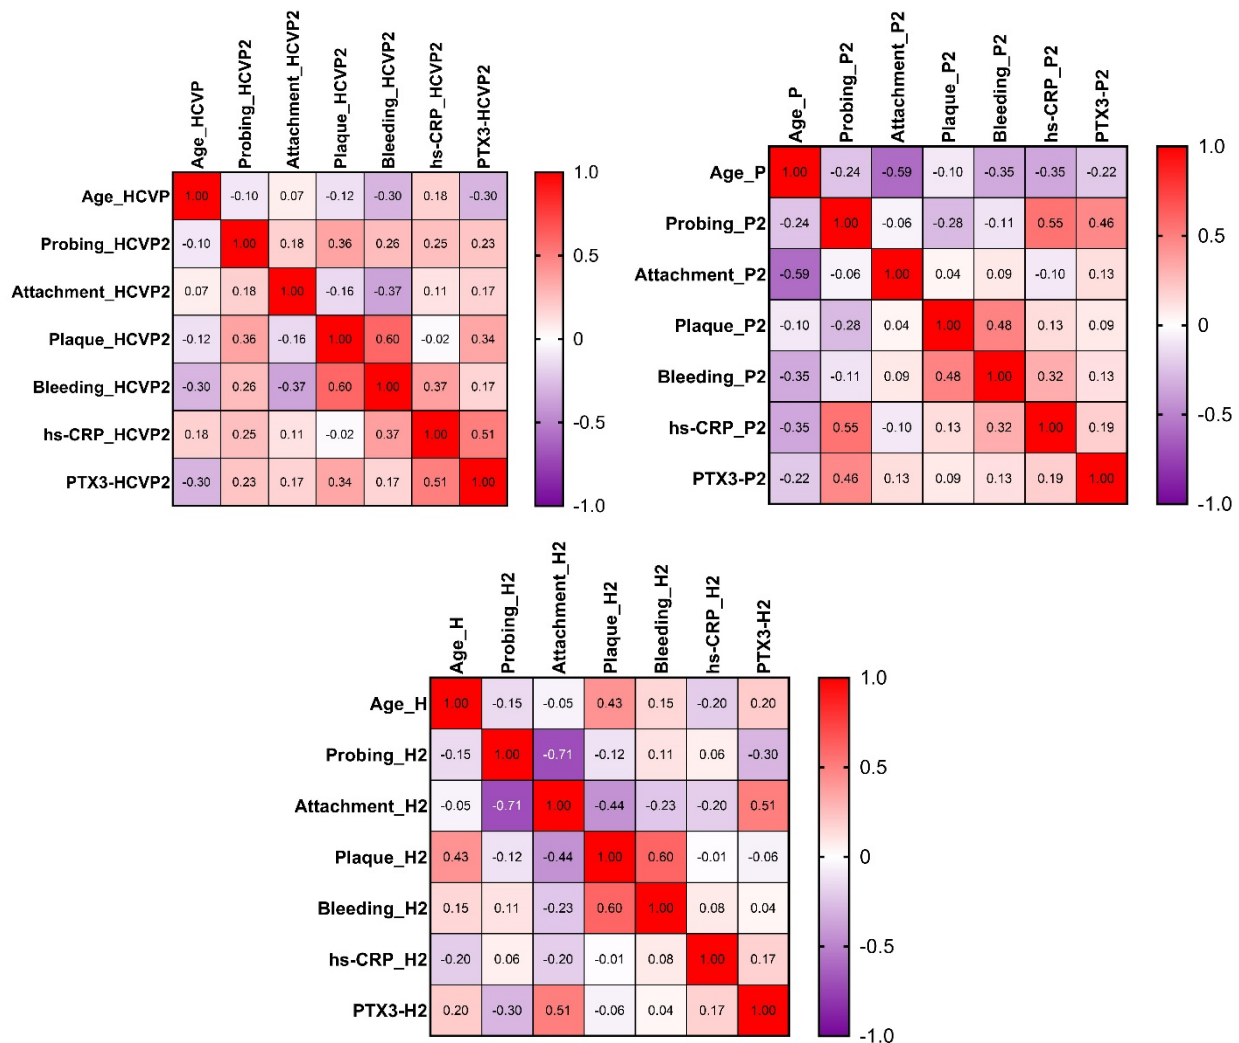 Age_HCVP Probing_HCVP2 Attachment_HCVP2 Plaque_HCVP2 Bleeding_HCVP2 hs-CRP_HCVP2 PTX3-HCVP2
Age_HCVP 1.00 -0.10 0.07 -0.12 -0.30 0.18 -0.30
Probing_HCVP2 -0.10 1.00 0.18 0.36 0.26 0.25 0.23
Attachment_HCVP2 0.07 0.18 1.00 -0.16 -0.37 0.11 0.17
Plaque_HCVP2 -0.12 0.36 -0.16 1.00 0.60 -0.02 0.34
Bleeding_HCVP2 -0.30 0.26 -0.37 0.60 1.00 0.37 0.17
hs-CRP_HCVP2 0.18 0.25 0.11 -0.02 0.37 1.00 0.51
PTX3-HCVP2 -0.30 0.23 0.17 0.34 0.17 0.51 1.00
1.0
0.5
0
-0.5
-1.0
Age_P Probing_P2 Attachment_P2 Plaque_P2 Bleeding_P2 hs-CRP_P2 PTX3-P2
Age_P 1.00 -0.24 -0.59 -0.10 -0.35 -0.35 -0.22
Probing_P2 -0.24 1.00 -0.06 -0.28 -0.11 0.55 0.46
Attachment_P2 -0.59 -0.06 1.00 0.04 0.09 -0.10 0.13
Plaque_P2 -0.10 -0.28 0.04 1.00 0.48 0.13 0.09
Bleeding_P2 -0.35 -0.11 0.09 0.48 1.00 0.32 0.13
hs-CRP_P2 -0.35 0.55 -0.10 0.13 0.32 1.00 0.19
PTX3-P2 -0.22 0.46 0.13 0.09 0.13 0.19 1.00
1.0
0.5
0
-0.5
-1.0
Age_H Probing_H2 Attachment_H2 Plaque_H2 Bleeding_H2 hs-CRP_H2 PTX3-H2
Age_H 1.00 -0.15 -0.05 0.43 0.15 -0.20 0.20
Probing_H2 -0.15 1.00 -0.71 -0.12 0.11 0.06 -0.30
Attachment_H2 -0.05 -0.71 1.00 -0.44 -0.23 -0.20 0.51
Plaque_H2 0.43 -0.12 -0.44 1.00 0.60 -0.01 -0.06
Bleeding_H2 0.15 0.11 -0.23 0.60 1.00 0.08 0.04
hs-CRP_H2 -0.20 0.06 -0.20 -0.01 0.08 1.00 0.17
PTX3-H2 0.20 -0.30 0.51 -0.06 0.04 0.17 1.00
1.0
0.5
0
-0.5
-1.0